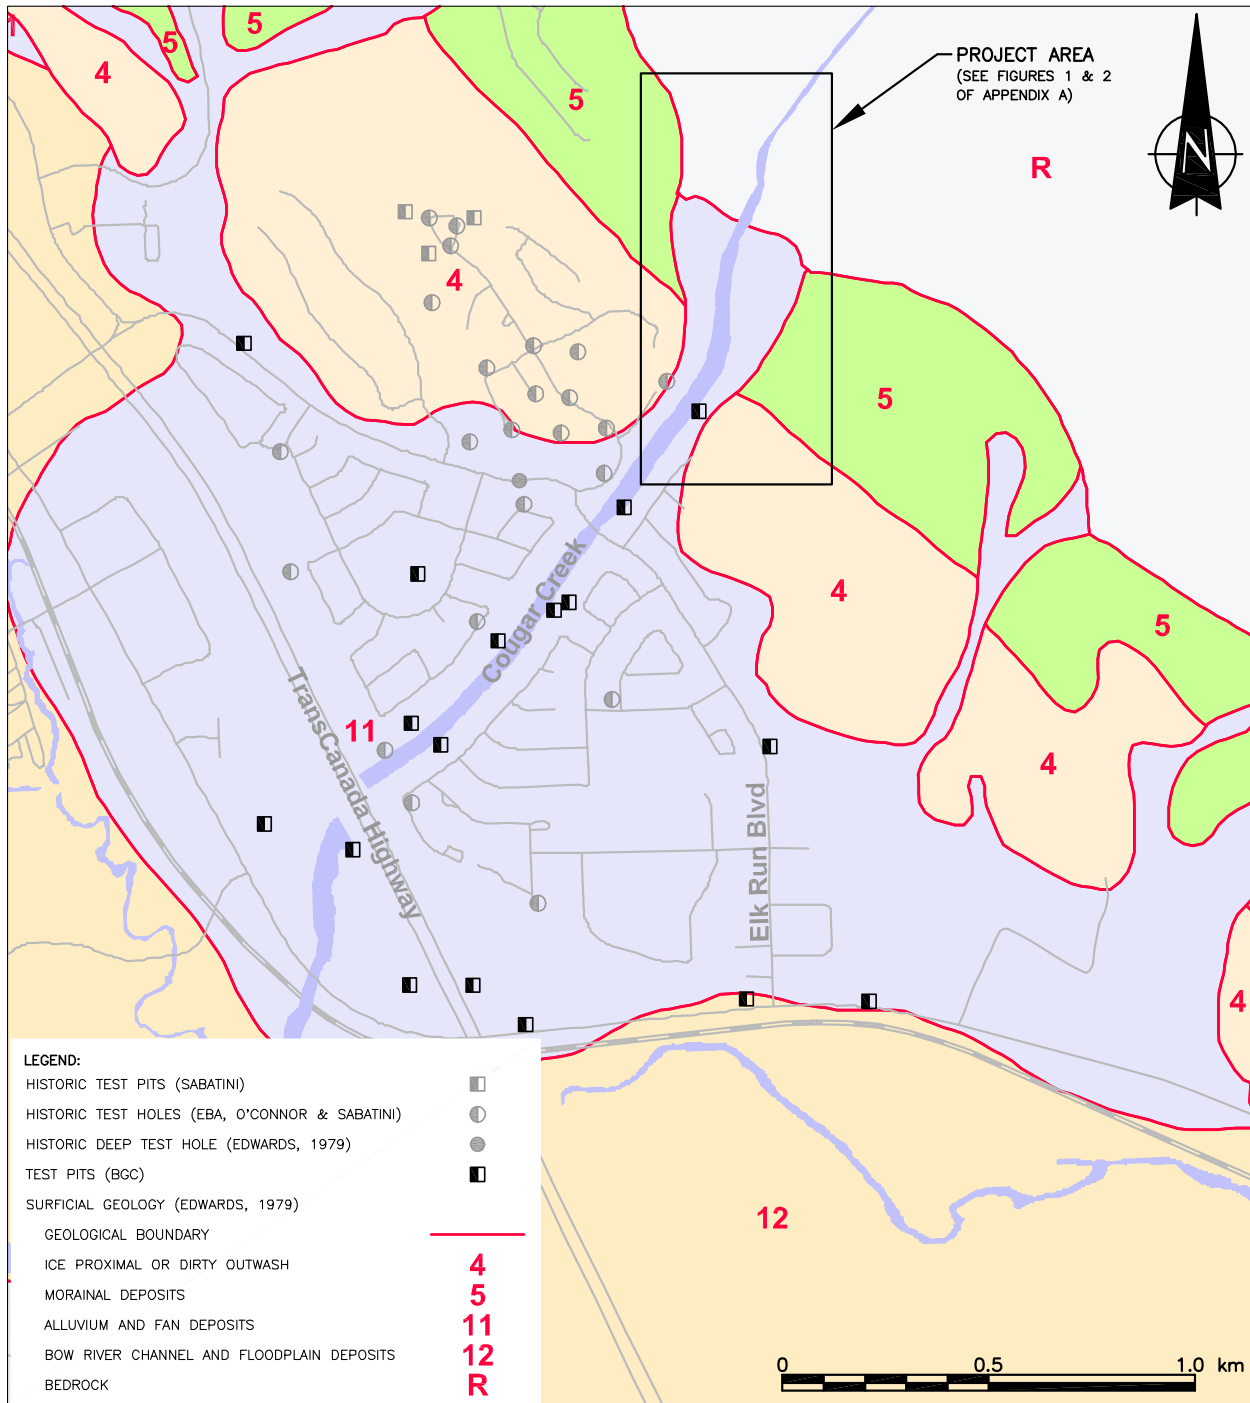 1
5
5
4
5
PROJECT AREA
(SEE FIGURES 1 & 2
OF APPENDIX A)
N
R
4
5
Cougar Creek
4
5
TransCanada Highway
11
4
Elk Run Blvd
4
12
LEGEND:
HISTORIC TEST PITS (SABATINI)
HISTORIC TEST HOLES (EBA, O'CONNOR & SABATINI)
HISTORIC DEEP TEST HOLE (EDWARDS, 1979)
TEST PITS (BGC)
SURFICIAL GEOLOGY (EDWARDS, 1979)
GEOLOGICAL BOUNDARY
ICE PROXIMAL OR DIRTY OUTWASH 4
MORAINAL DEPOSITS 5
ALLUVIUM AND FAN DEPOSITS 11
BOW RIVER CHANNEL AND FLOODPLAIN DEPOSITS 12
BEDROCK R
0 0.5 1.0 km